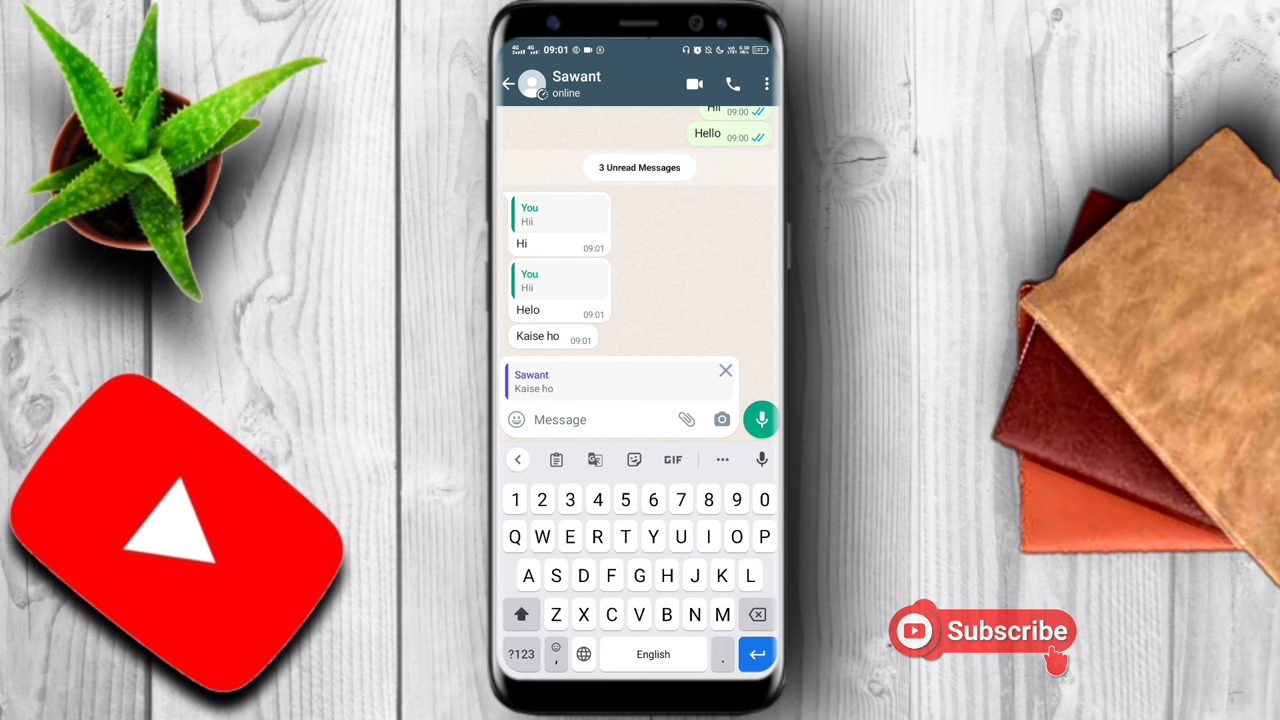 09:01
Sawant
online
Hii 09:00
Hello 09:00
3 Unread Messages
You
Hii
Hi 09:01
You
Hii
Helo 09:01
Kaise ho 09:01
Sawant
Kaise ho
Message
GIF
1 2 3 4 5 6 7 8 9 0
Q W E R T Y U I O P
A S D F G H J K L
Z X C V B N M
?123 , English .
Subscribe